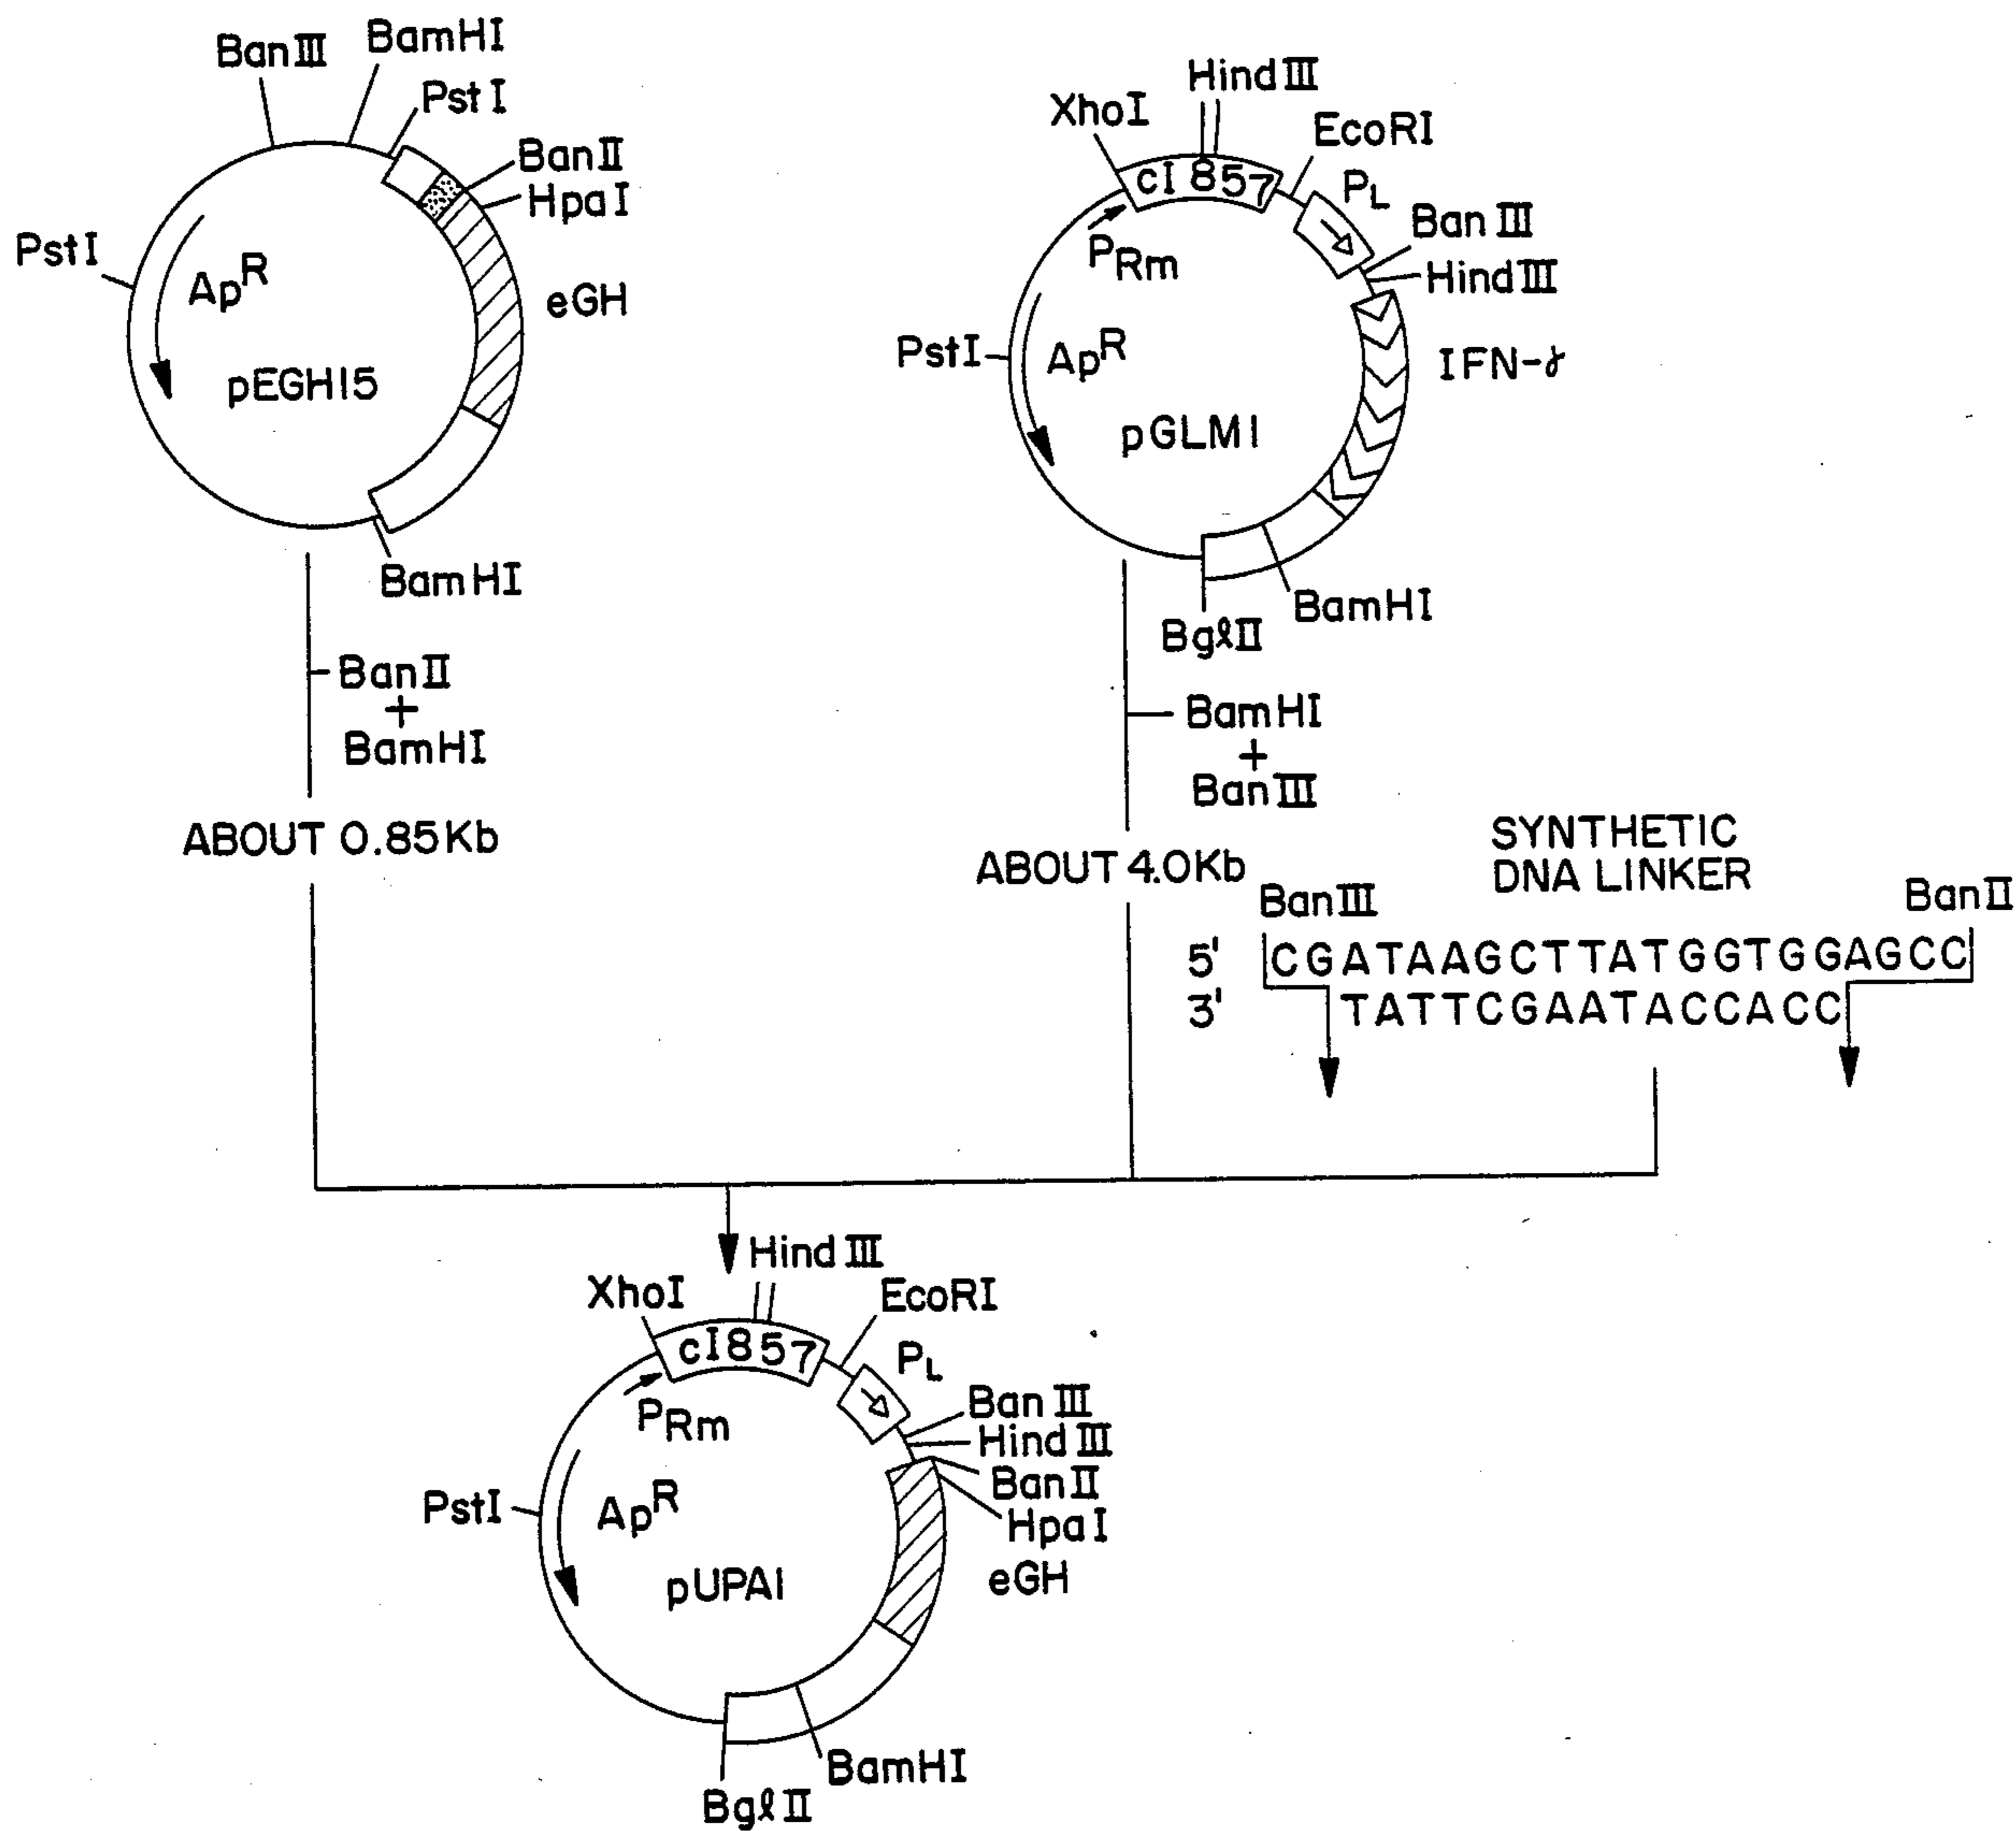 BanⅢ
BamHI
PstI
BanⅡ
HpaI
PstI
ApR
eGH
pEGH15
BamHI
BanⅡ
+
BamHI
ABOUT 0.85Kb
HindⅢ
XhoI
EcoRI
cI857
PL
BanⅢ
HindⅢ
PRm
PstI
ApR
IFN-γ
pGLM1
BamHI
BglⅡ
BamHI
+
BanⅢ
ABOUT 4.0Kb
SYNTHETIC
DNA LINKER
BanⅢ
BanⅡ
5' CGATAAGCTTATGGTGGAGCC
3' TATTCGAATACCACC
HindⅢ
XhoI
EcoRI
cI857
PL
BanⅢ
HindⅢ
BanⅡ
HpaI
PRm
PstI
ApR
eGH
pUPA1
BamHI
BglⅡ